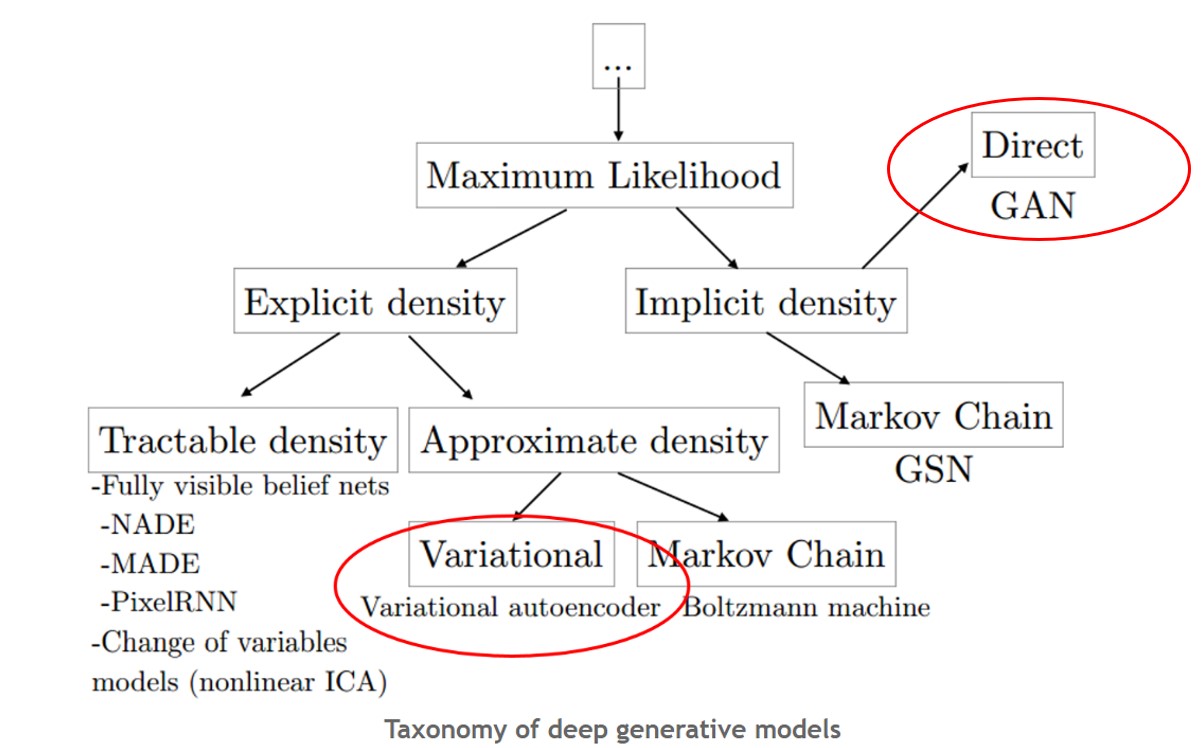 ...
Maximum Likelihood
Direct
GAN
Explicit density
Implicit density
Markov Chain
GSN
Tractable density
-Fully visible belief nets
-NADE
-MADE
-PixelRNN
-Change of variables
models (nonlinear ICA)
Approximate density
Variational
Variational autoencoder
Markov Chain
Boltzmann machine
Taxonomy of deep generative models